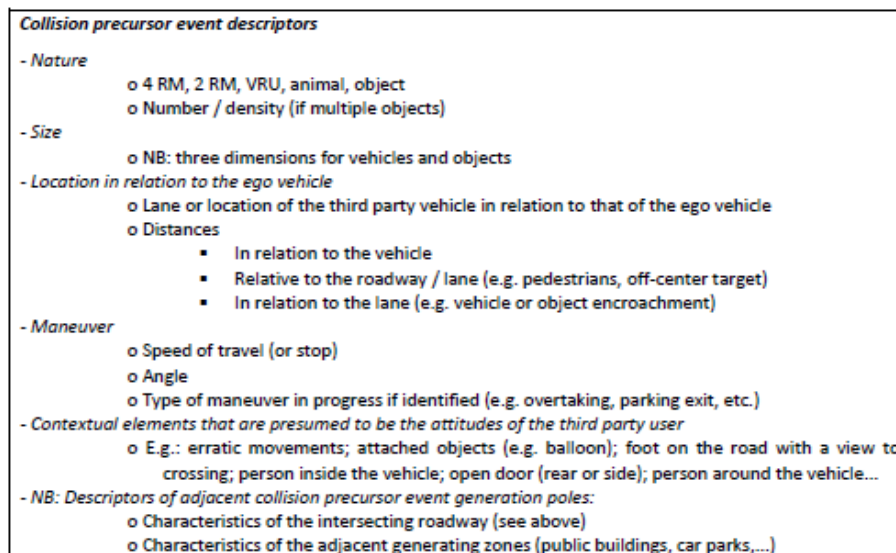 Collision precursor event descriptors
- Nature
o 4 RM, 2 RM, VRU, animal, object
o Number / density (if multiple objects)
- Size
o NB: three dimensions for vehicles and objects
- Location in relation to the ego vehicle
o Lane or location of the third party vehicle in relation to that of the ego vehicle
o Distances
▪ In relation to the vehicle
▪ Relative to the roadway / lane (e.g. pedestrians, off-center target)
▪ In relation to the lane (e.g. vehicle or object encroachment)
- Maneuver
o Speed of travel (or stop)
o Angle
o Type of maneuver in progress if identified (e.g. overtaking, parking exit, etc.)
- Contextual elements that are presumed to be the attitudes of the third party user
o E.g.: erratic movements; attached objects (e.g. balloon); foot on the road with a view to
crossing; person inside the vehicle; open door (rear or side); person around the vehicle...
- NB: Descriptors of adjacent collision precursor event generation poles:
o Characteristics of the intersecting roadway (see above)
o Characteristics of the adjacent generating zones (public buildings, car parks,...)